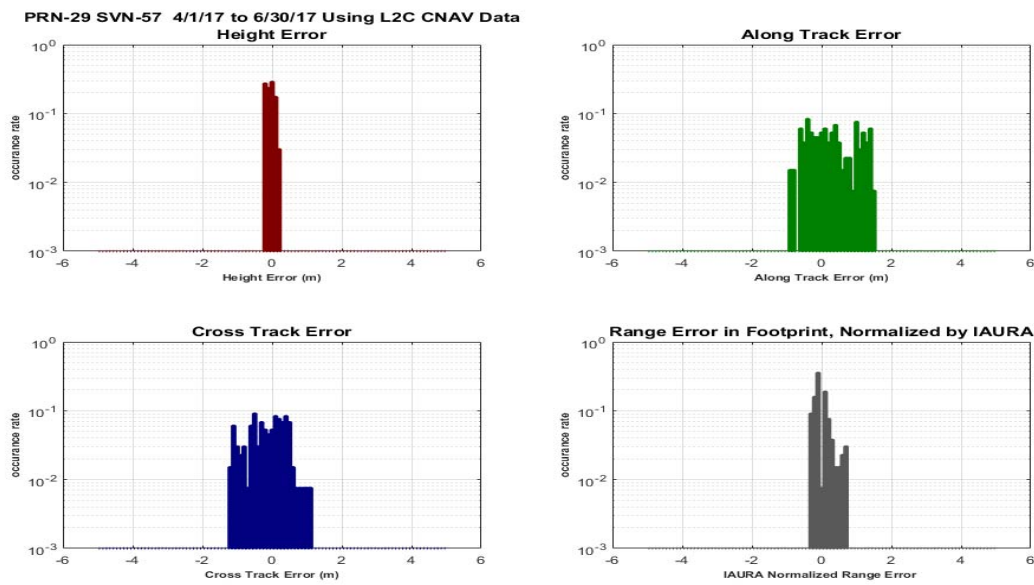 PRN-29 SVN-57 4/1/17 to 6/30/17 Using L2C CNAV Data
Height Error
10^0
10^-1
10^-2
10^-3
occurance rate
-6 -4 -2 0 2 4 6
Height Error (m)
Along Track Error
10^0
10^-1
10^-2
10^-3
occurance rate
-6 -4 -2 0 2 4 6
Along Track Error (m)
Cross Track Error
10^0
10^-1
10^-2
10^-3
occurance rate
-6 -4 -2 0 2 4 6
Cross Track Error (m)
Range Error in Footprint, Normalized by IAURA
10^0
10^-1
10^-2
10^-3
occurance rate
-6 -4 -2 0 2 4 6
IAURA Normalized Range Error